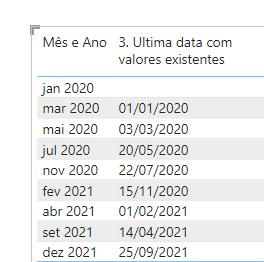 Mês e Ano 3. Ultima data com
valores existentes
jan 2020
mar 2020 01/01/2020
mai 2020 03/03/2020
jul 2020 20/05/2020
nov 2020 22/07/2020
fev 2021 15/11/2020
abr 2021 01/02/2021
set 2021 14/04/2021
dez 2021 25/09/2021